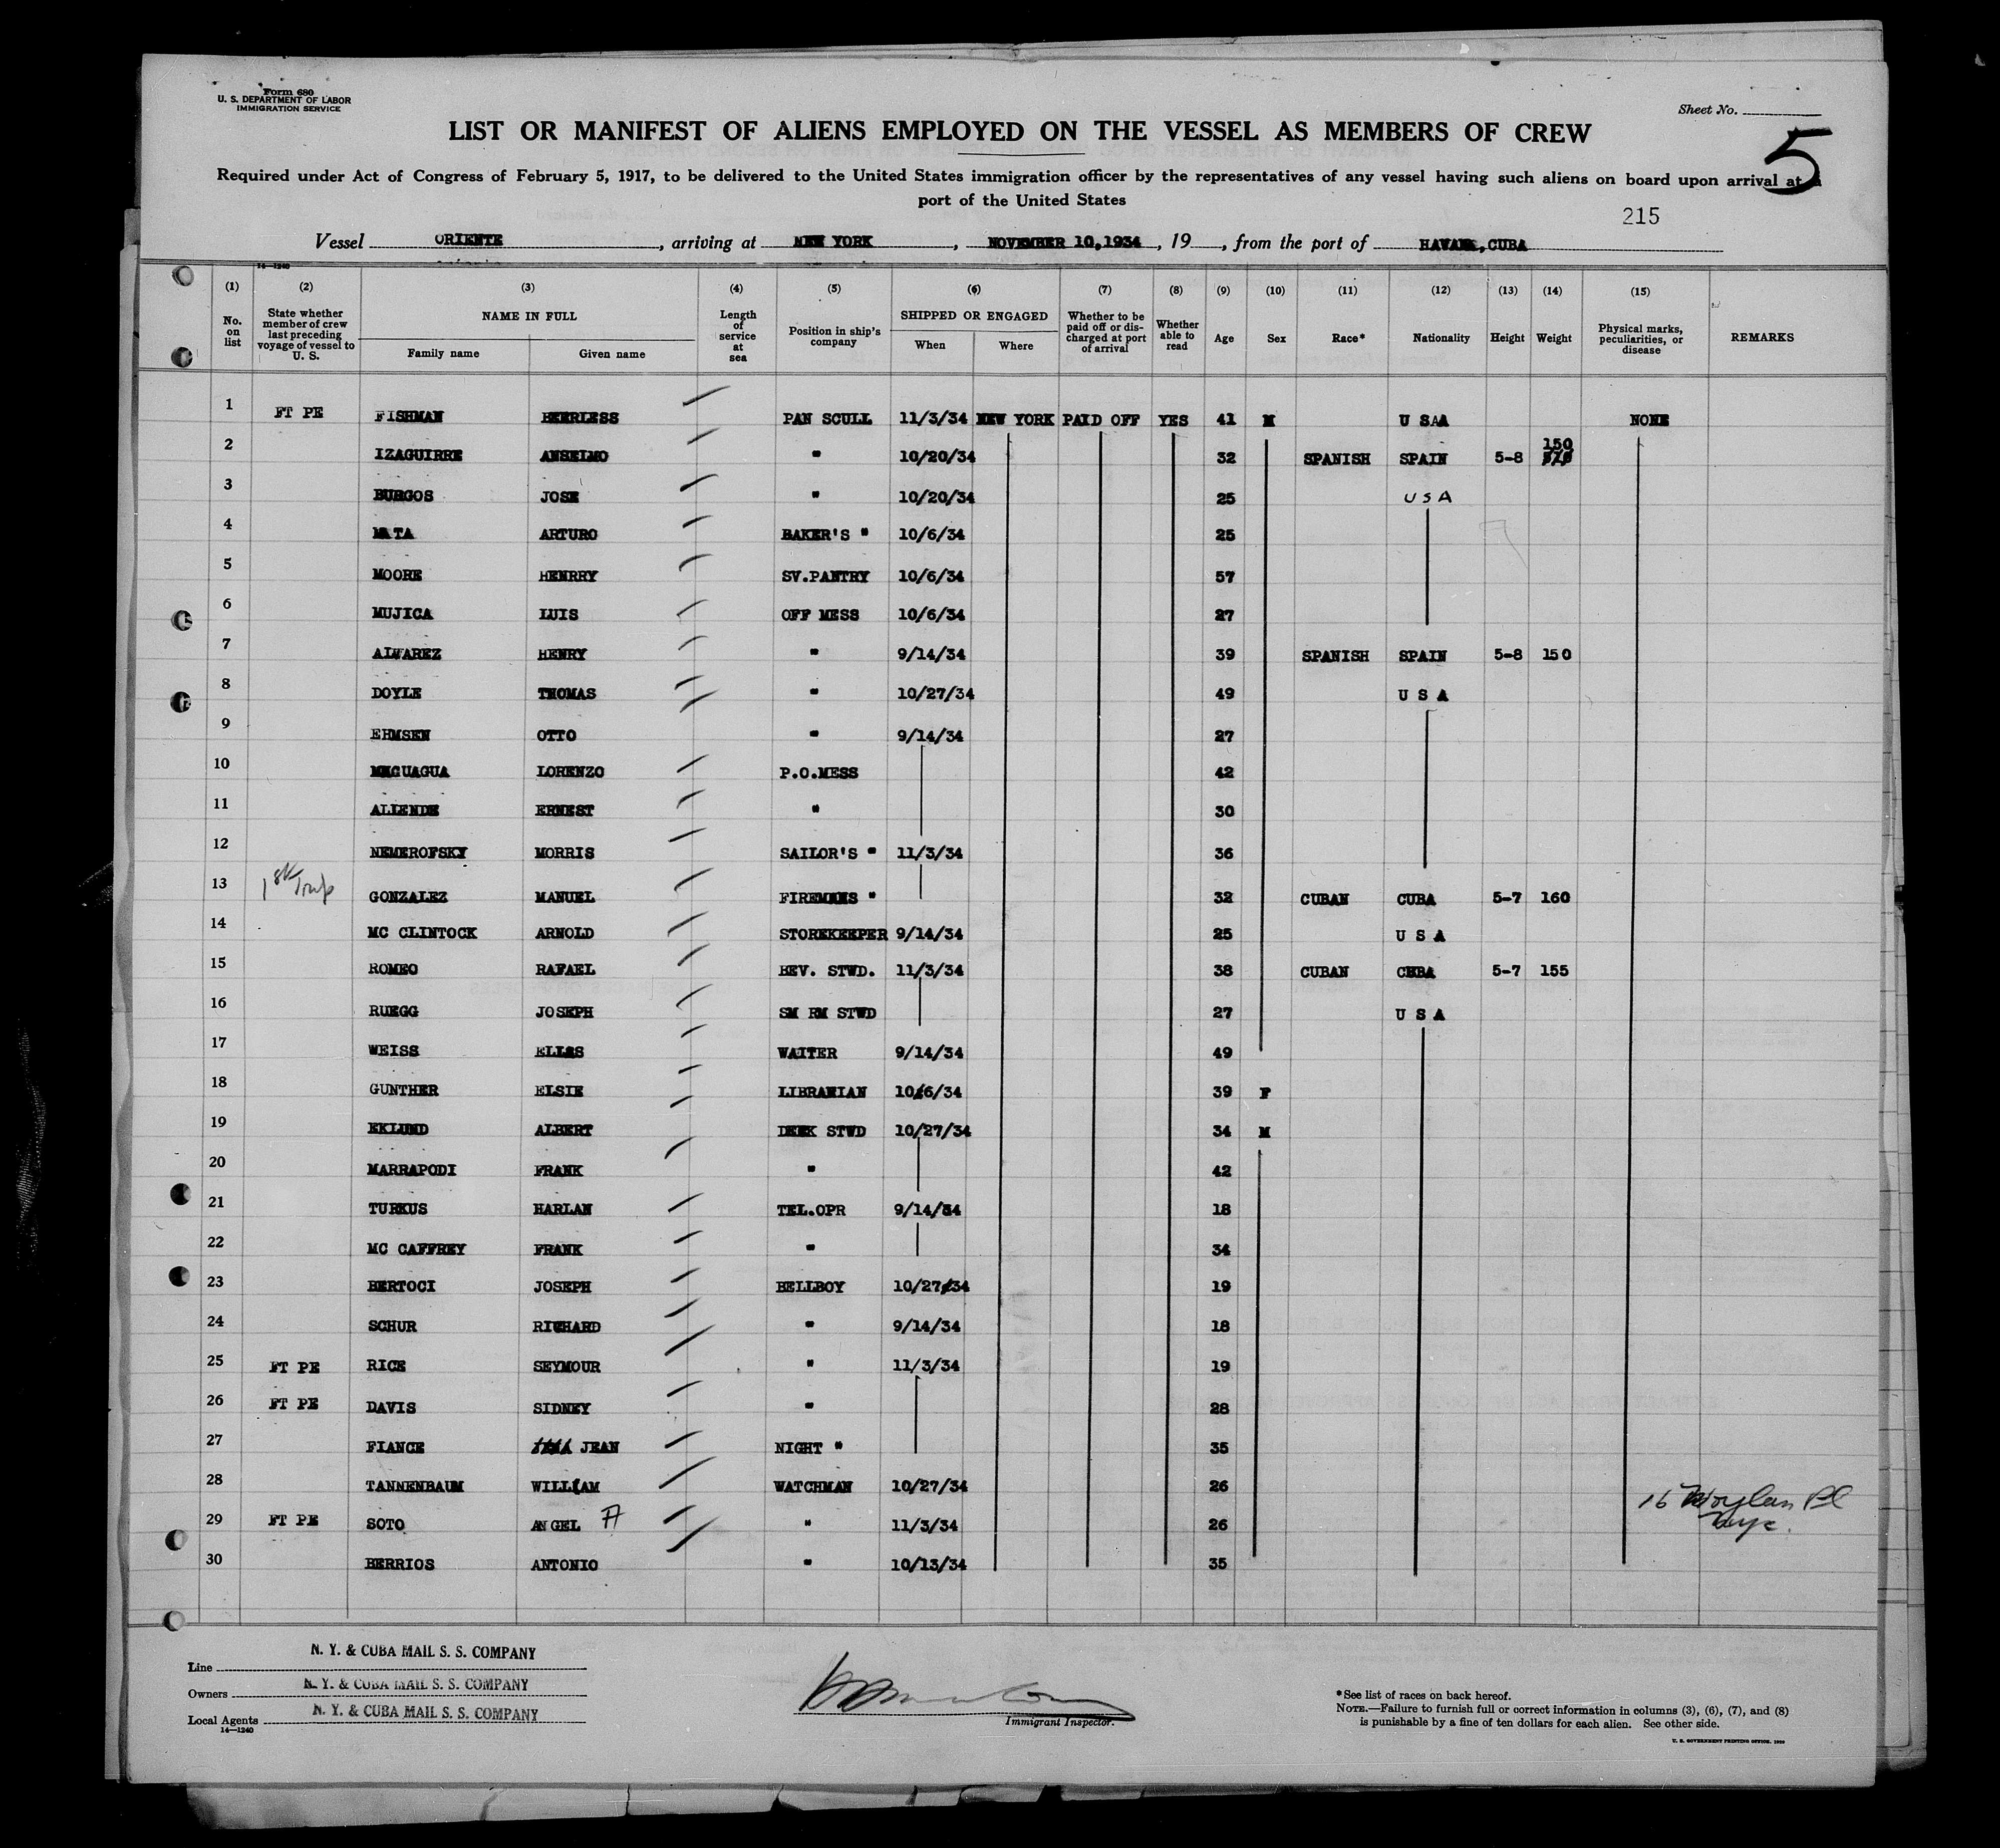 Form 680
U. S. DEPARTMENT OF LABOR
IMMIGRATION SERVICE
Sheet No.
5
LIST OR MANIFEST OF ALIENS EMPLOYED ON THE VESSEL AS MEMBERS OF CREW
Required under Act of Congress of February 5, 1917, to be delivered to the United States immigration officer by the representatives of any vessel having such aliens on board upon arrival at a
port of the United States
215
Vessel ORIENTE, arriving at NEW YORK, NOVEMBER 10,1934, 19 , from the port of HAVANA,CUBA
14—1240
(1) (2) (3) (4) (5) (6) (7) (8) (9) (10) (11) (12) (13) (14) (15)
No. on list State whether member of crew last preceding voyage of vessel to U. S. NAME IN FULL Family name Given name Length of service at sea Position in ship's company SHIPPED OR ENGAGED When Where Whether to be paid off or discharged at port of arrival Whether able to read Age Sex Race* Nationality Height Weight Physical marks, peculiarities, or disease REMARKS
1 FT PE FISHMAN BEERLESS PAN SCULL 11/3/34 NEW YORK PAID OFF YES 41 M U S A NONE
2 IZAGUIRRE ANSELMO " 10/20/34 32 SPANISH SPAIN 5-8 150
3 BURGOS JOSE " 10/20/34 25 U S A
4 MATA ARTURO BAKER'S " 10/6/34 25
5 MOORE HENRRY SV.PANTRY 10/6/34 57
6 MUJICA LUIS OFF MESS 10/6/34 27
7 ALVAREZ HENRY " 9/14/34 39 SPANISH SPAIN 5-8 150
8 DOYLE THOMAS " 10/27/34 49 U S A
9 EHMSEN OTTO " 9/14/34 27
10 MACUAGUA LORENZO P.O.MESS 42
11 ALLENDE ERNEST " 30
12 NEMEROFSKY MORRIS SAILOR'S " 11/3/34 36
13 1st Trip GONZALEZ MANUEL FIREMANS " 32 CUBAN CUBA 5-7 160
14 MC CLINTOCK ARNOLD STOREKEEPER 9/14/34 25 U S A
15 ROMEO RAFAEL BEV. STWD. 11/3/34 38 CUBAN CUBA 5-7 155
16 RUEGG JOSEPH SM RM STWD 27 U S A
17 WEISS ELIAS WAITER 9/14/34 49
18 GUNTHER ELSIE LIBRARIAN 10/6/34 39 F
19 EKLUND ALBERT DEEK STWD 10/27/34 34 M
20 MARRAPODI FRANK " 42
21 TURKUS HARLAN TEL.OPR 9/14/34 18
22 MC CAFFREY FRANK " 34
23 BERTOCI JOSEPH BELLBOY 10/27/34 19
24 SCHUR RICHARD " 9/14/34 18
25 FT PE RICE SEYMOUR " 11/3/34 19
26 FT PE DAVIS SIDNEY " 28
27 FIANCE JEAN NIGHT " 35
28 TANNENBAUM WILLIAM WATCHMAN 10/27/34 26
29 FT PE SOTO ANGEL A " 11/3/34 26 16 Pl nyc.
30 BERRIOS ANTONIO " 10/13/34 35
Line N. Y. & CUBA MAIL S. S. COMPANY
Owners N. Y. & CUBA MAIL S. S. COMPANY
Local Agents N. Y. & CUBA MAIL S. S. COMPANY
14—1240
Immigrant Inspector.
*See list of races on back hereof.
NOTE.—Failure to furnish full or correct information in columns (3), (6), (7), and (8)
is punishable by a fine of ten dollars for each alien. See other side.
U. S. GOVERNMENT PRINTING OFFICE. 1929